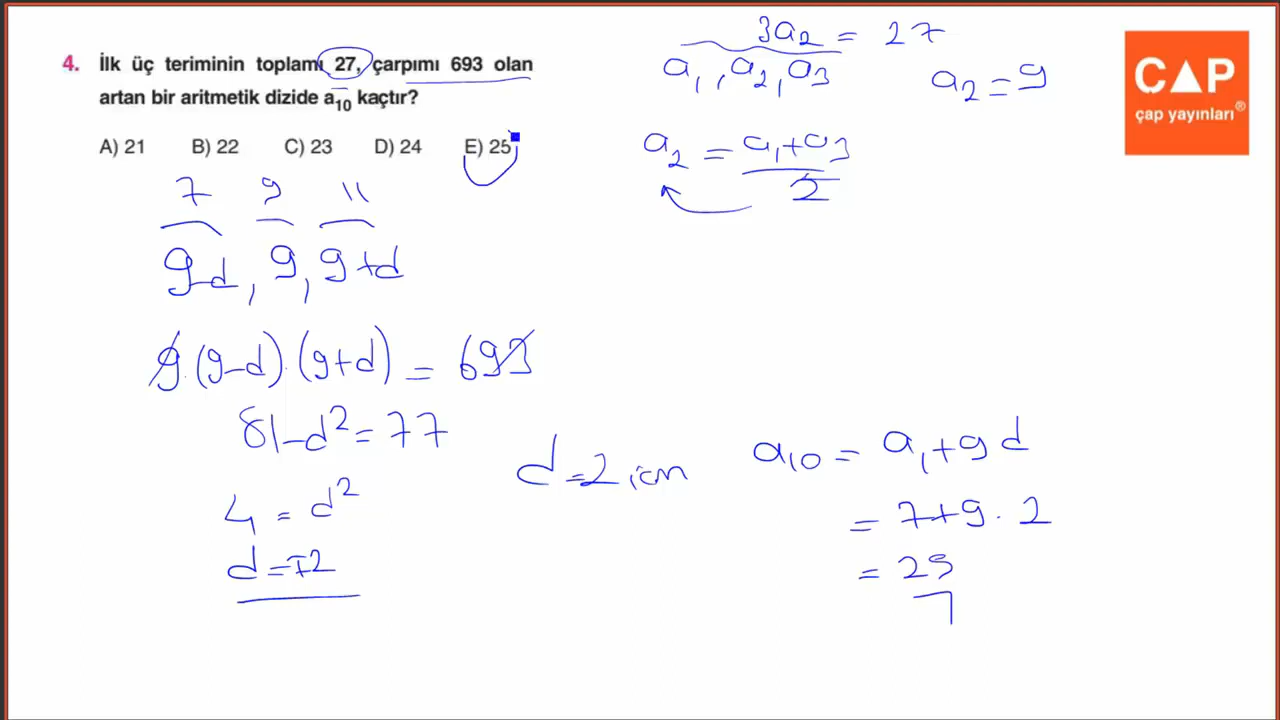 4. İlk üç teriminin toplamı 27, çarpımı 693 olan
artan bir aritmetik dizide a₁₀ kaçtır?
A) 21 B) 22 C) 23 D) 24 E) 25
3a₂ = 27
a₁, a₂, a₃
a₂ = 9
a₂ = a₁+a₃
2
ÇAP
çap yayınları®
7 9 11
9-d, 9, 9+d
9·(9-d)·(9+d) = 693
81-d²=77
4 = d²
d=±2
d=2 için
a₁₀ = a₁+9d
= 7+9·2
= 25